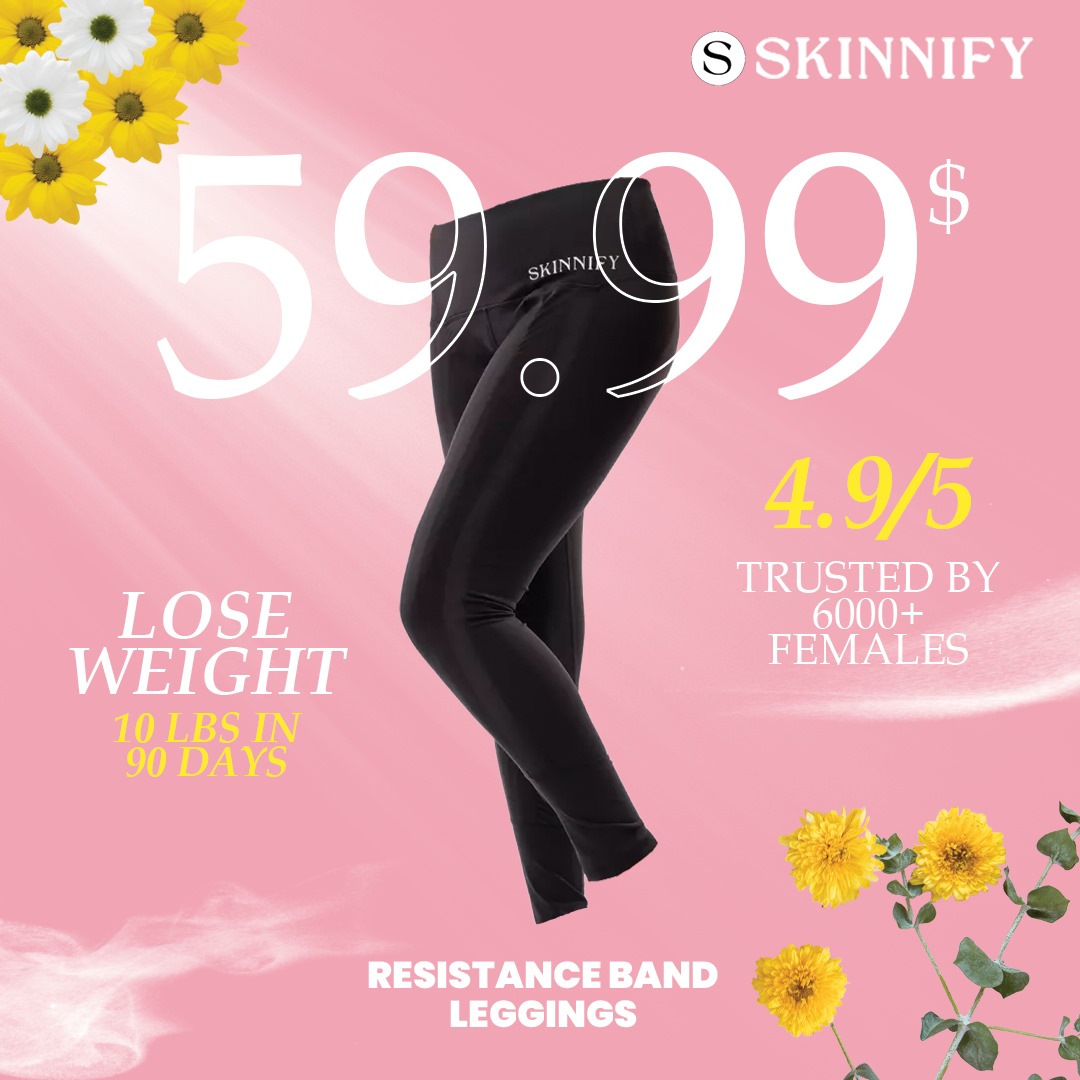 S SKINNIFY
59.99$
SKINNIFY
4.9/5
TRUSTED BY
6000+
FEMALES
LOSE
WEIGHT
10 LBS IN
90 DAYS
RESISTANCE BAND
LEGGINGS